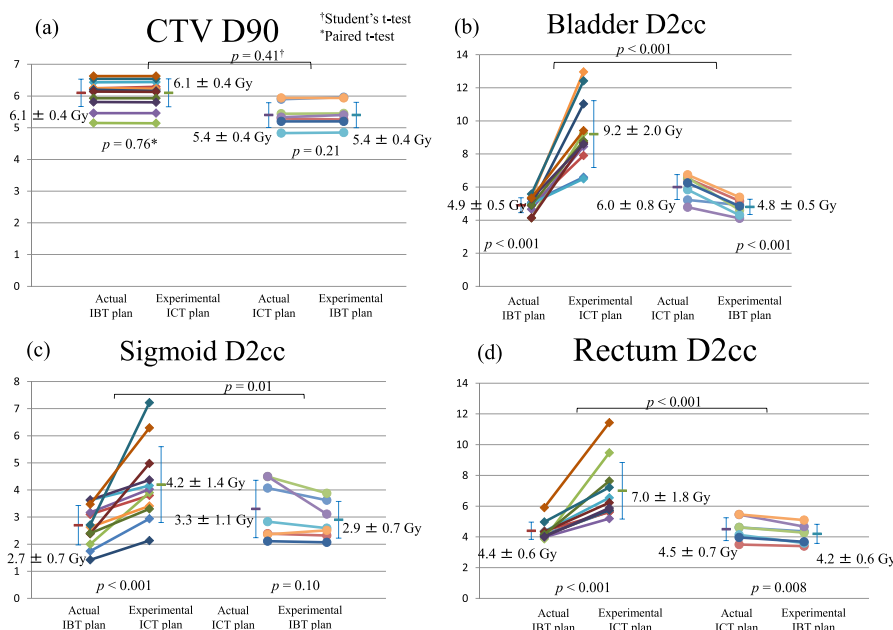 (a)
CTV D90
†Student's t-test
*Paired t-test
p = 0.41†
7
6
5
4
3
2
1
0
6.1 ± 0.4 Gy
6.1 ± 0.4 Gy
p = 0.76*
5.4 ± 0.4 Gy
5.4 ± 0.4 Gy
p = 0.21
Actual IBT plan
Experimental ICT plan
Actual ICT plan
Experimental IBT plan
(b)
Bladder D2cc
p < 0.001
14
12
10
8
6
4
2
0
4.9 ± 0.5 Gy
9.2 ± 2.0 Gy
6.0 ± 0.8 Gy
4.8 ± 0.5 Gy
p < 0.001
p < 0.001
Actual IBT plan
Experimental ICT plan
Actual ICT plan
Experimental IBT plan
(c)
Sigmoid D2cc
p = 0.01
8
7
6
5
4
3
2
1
0
4.2 ± 1.4 Gy
3.3 ± 1.1 Gy
2.7 ± 0.7 Gy
2.9 ± 0.7 Gy
p < 0.001
p = 0.10
Actual IBT plan
Experimental ICT plan
Actual ICT plan
Experimental IBT plan
(d)
Rectum D2cc
p < 0.001
14
12
10
8
6
4
2
0
7.0 ± 1.8 Gy
4.4 ± 0.6 Gy
4.5 ± 0.7 Gy
4.2 ± 0.6 Gy
p < 0.001
p = 0.008
Actual IBT plan
Experimental ICT plan
Actual ICT plan
Experimental IBT plan